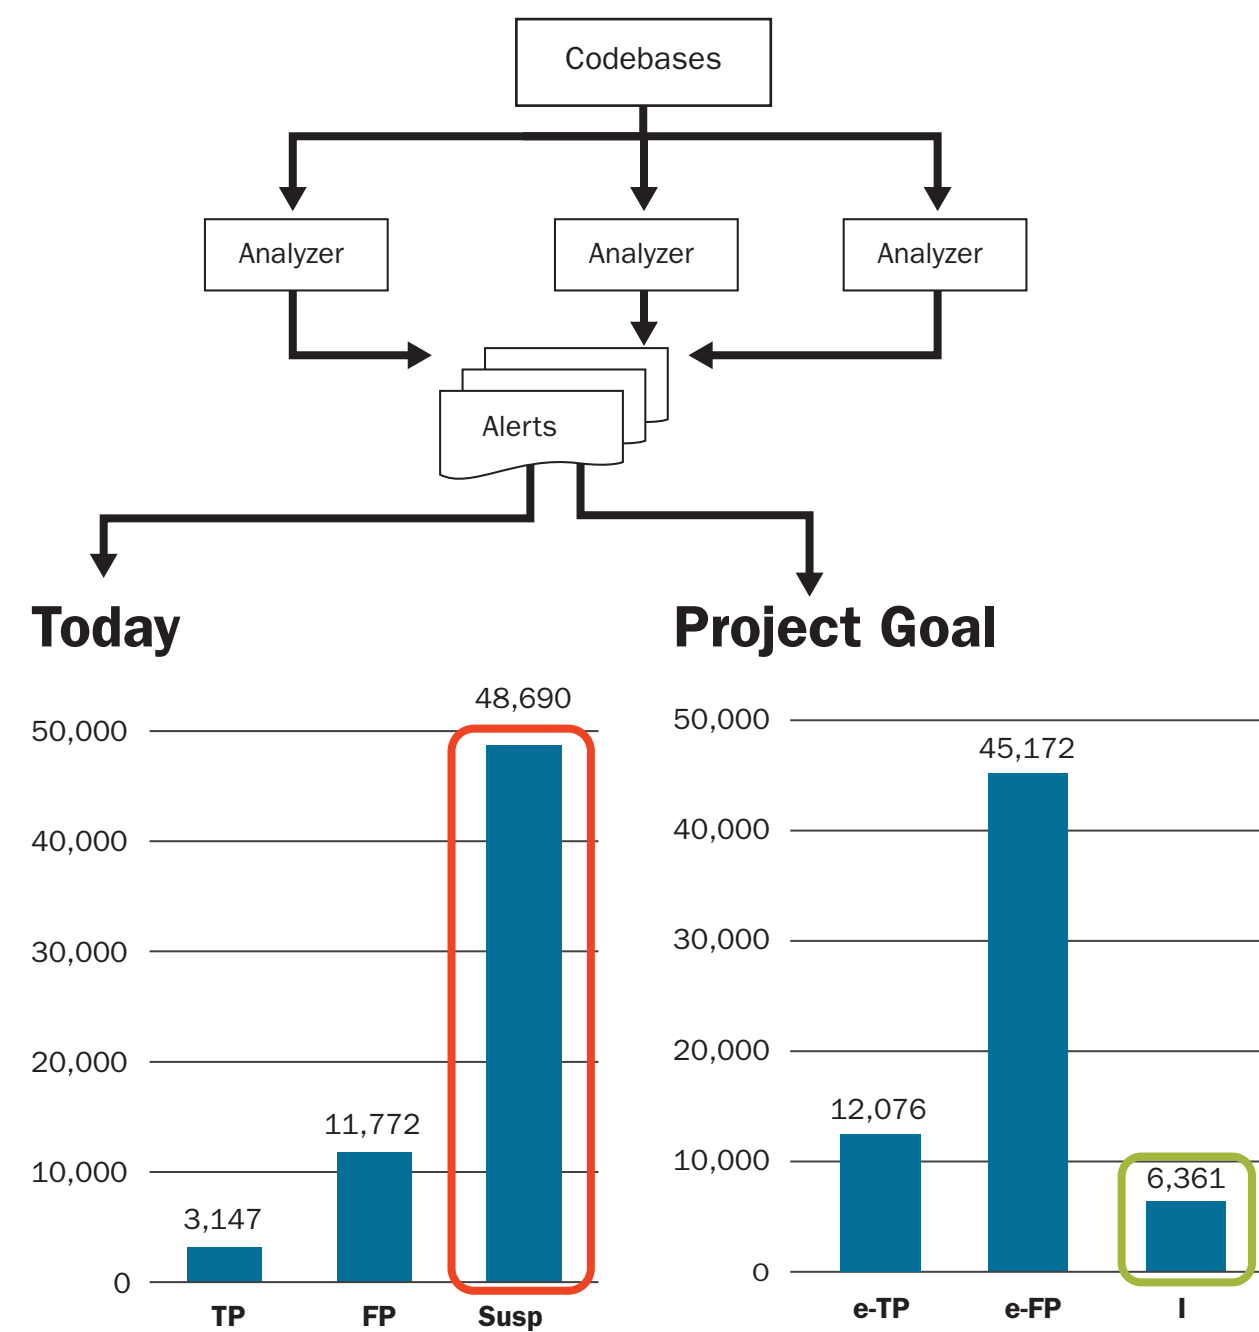 Codebases
Analyzer
Analyzer
Analyzer
Alerts
Today
48,690
50,000
40,000
30,000
20,000
11,772
10,000
3,147
0
TP
FP
Susp
Project Goal
50,000
45,172
40,000
30,000
20,000
12,076
10,000
6,361
0
e-TP
e-FP
I